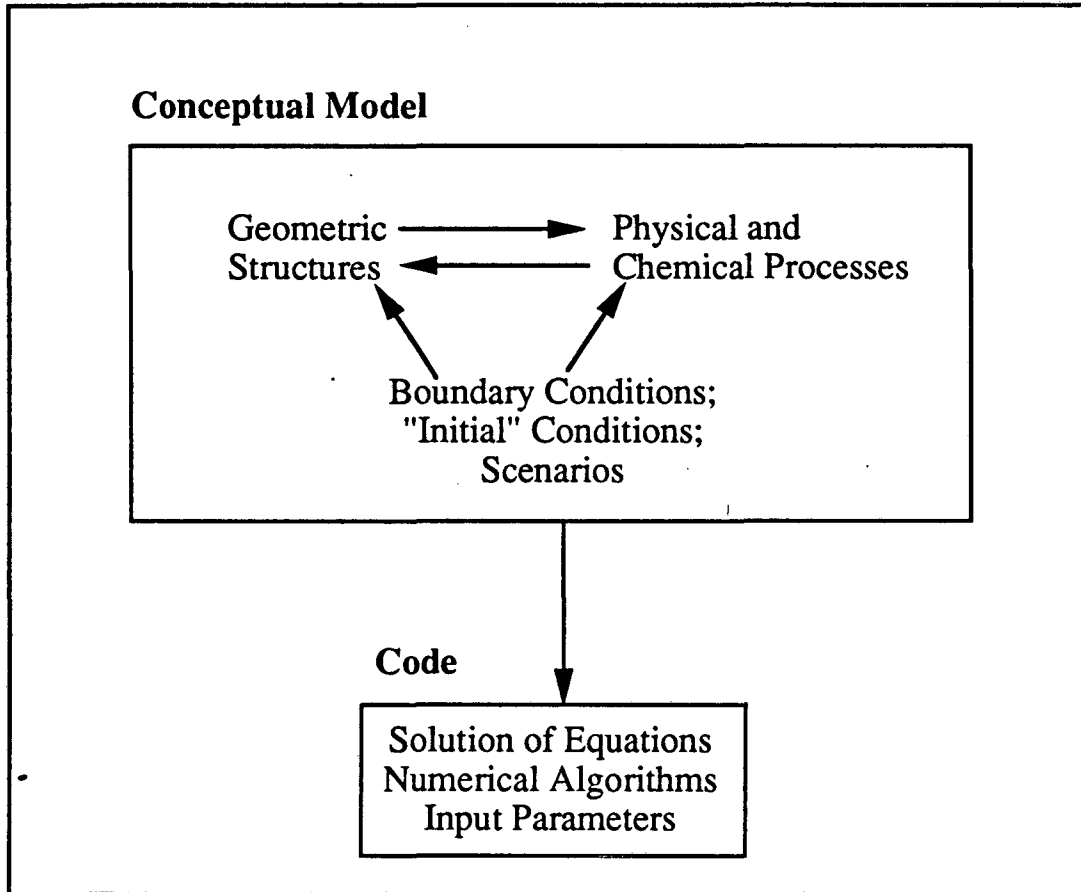 Conceptual Model
Geometric
Structures
Physical and
Chemical Processes
Boundary Conditions;
"Initial" Conditions;
Scenarios
Code
Solution of Equations
Numerical Algorithms
Input Parameters